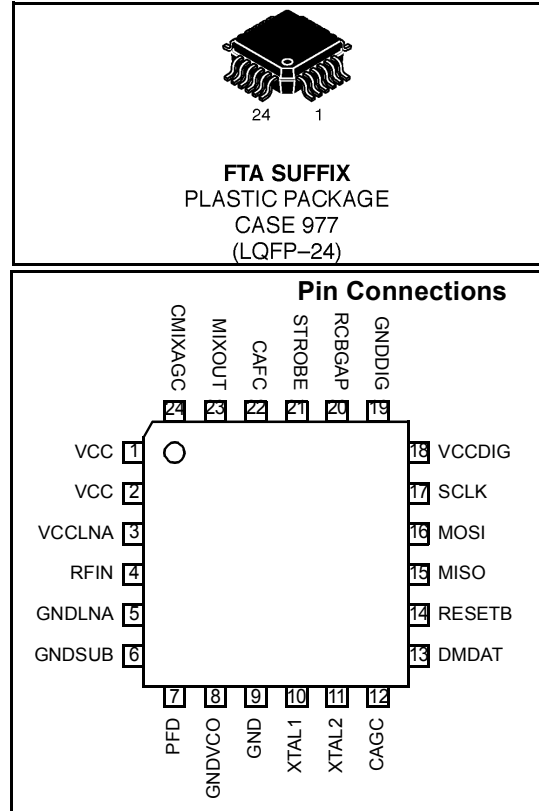 24 1
FTA SUFFIX
PLASTIC PACKAGE
CASE 977
(LQFP–24)
Pin Connections
CMIXAGC MIXOUT CAFC STROBE RCBGAP GNDDIG
24 23 22 21 20 19
VCC 1 18 VCCDIG
VCC 2 17 SCLK
VCCLNA 3 16 MOSI
RFIN 4 15 MISO
GNDLNA 5 14 RESETB
GNDSUB 6 13 DMDAT
7 8 9 10 11 12
PFD GNDVCO GND XTAL1 XTAL2 CAGC